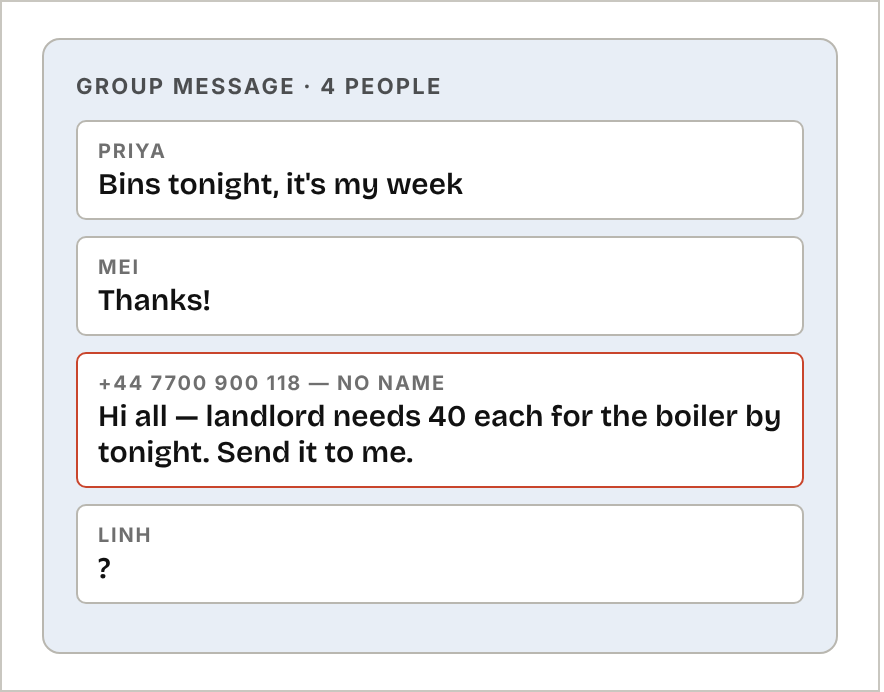 GROUP MESSAGE · 4 PEOPLE
PRIYA
Bins tonight, it's my week
MEI
Thanks!
+44 7700 900 118 — NO NAME
Hi all — landlord needs 40 each for the boiler by
tonight. Send it to me.
LINH
?